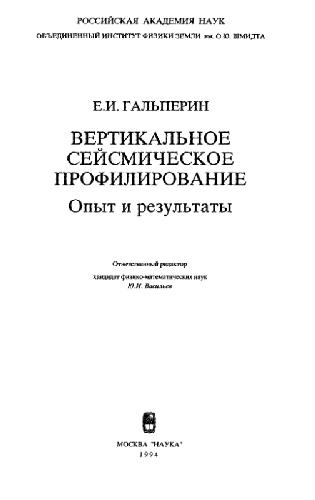 РОССИЙСКАЯ АКАДЕМИЯ НАУК
ОБЪЕДИНЕННЫЙ ИНСТИТУТ ФИЗИКИ ЗЕМЛИ им. О.Ю. ШМИДТА
Е.И. ГАЛЬПЕРИН
ВЕРТИКАЛЬНОЕ
СЕЙСМИЧЕСКОЕ
ПРОФИЛИРОВАНИЕ
Опыт и результаты
Ответственный редактор
кандидат физико-математических наук
Ю.И. Васильев
МОСКВА "НАУКА"
1994